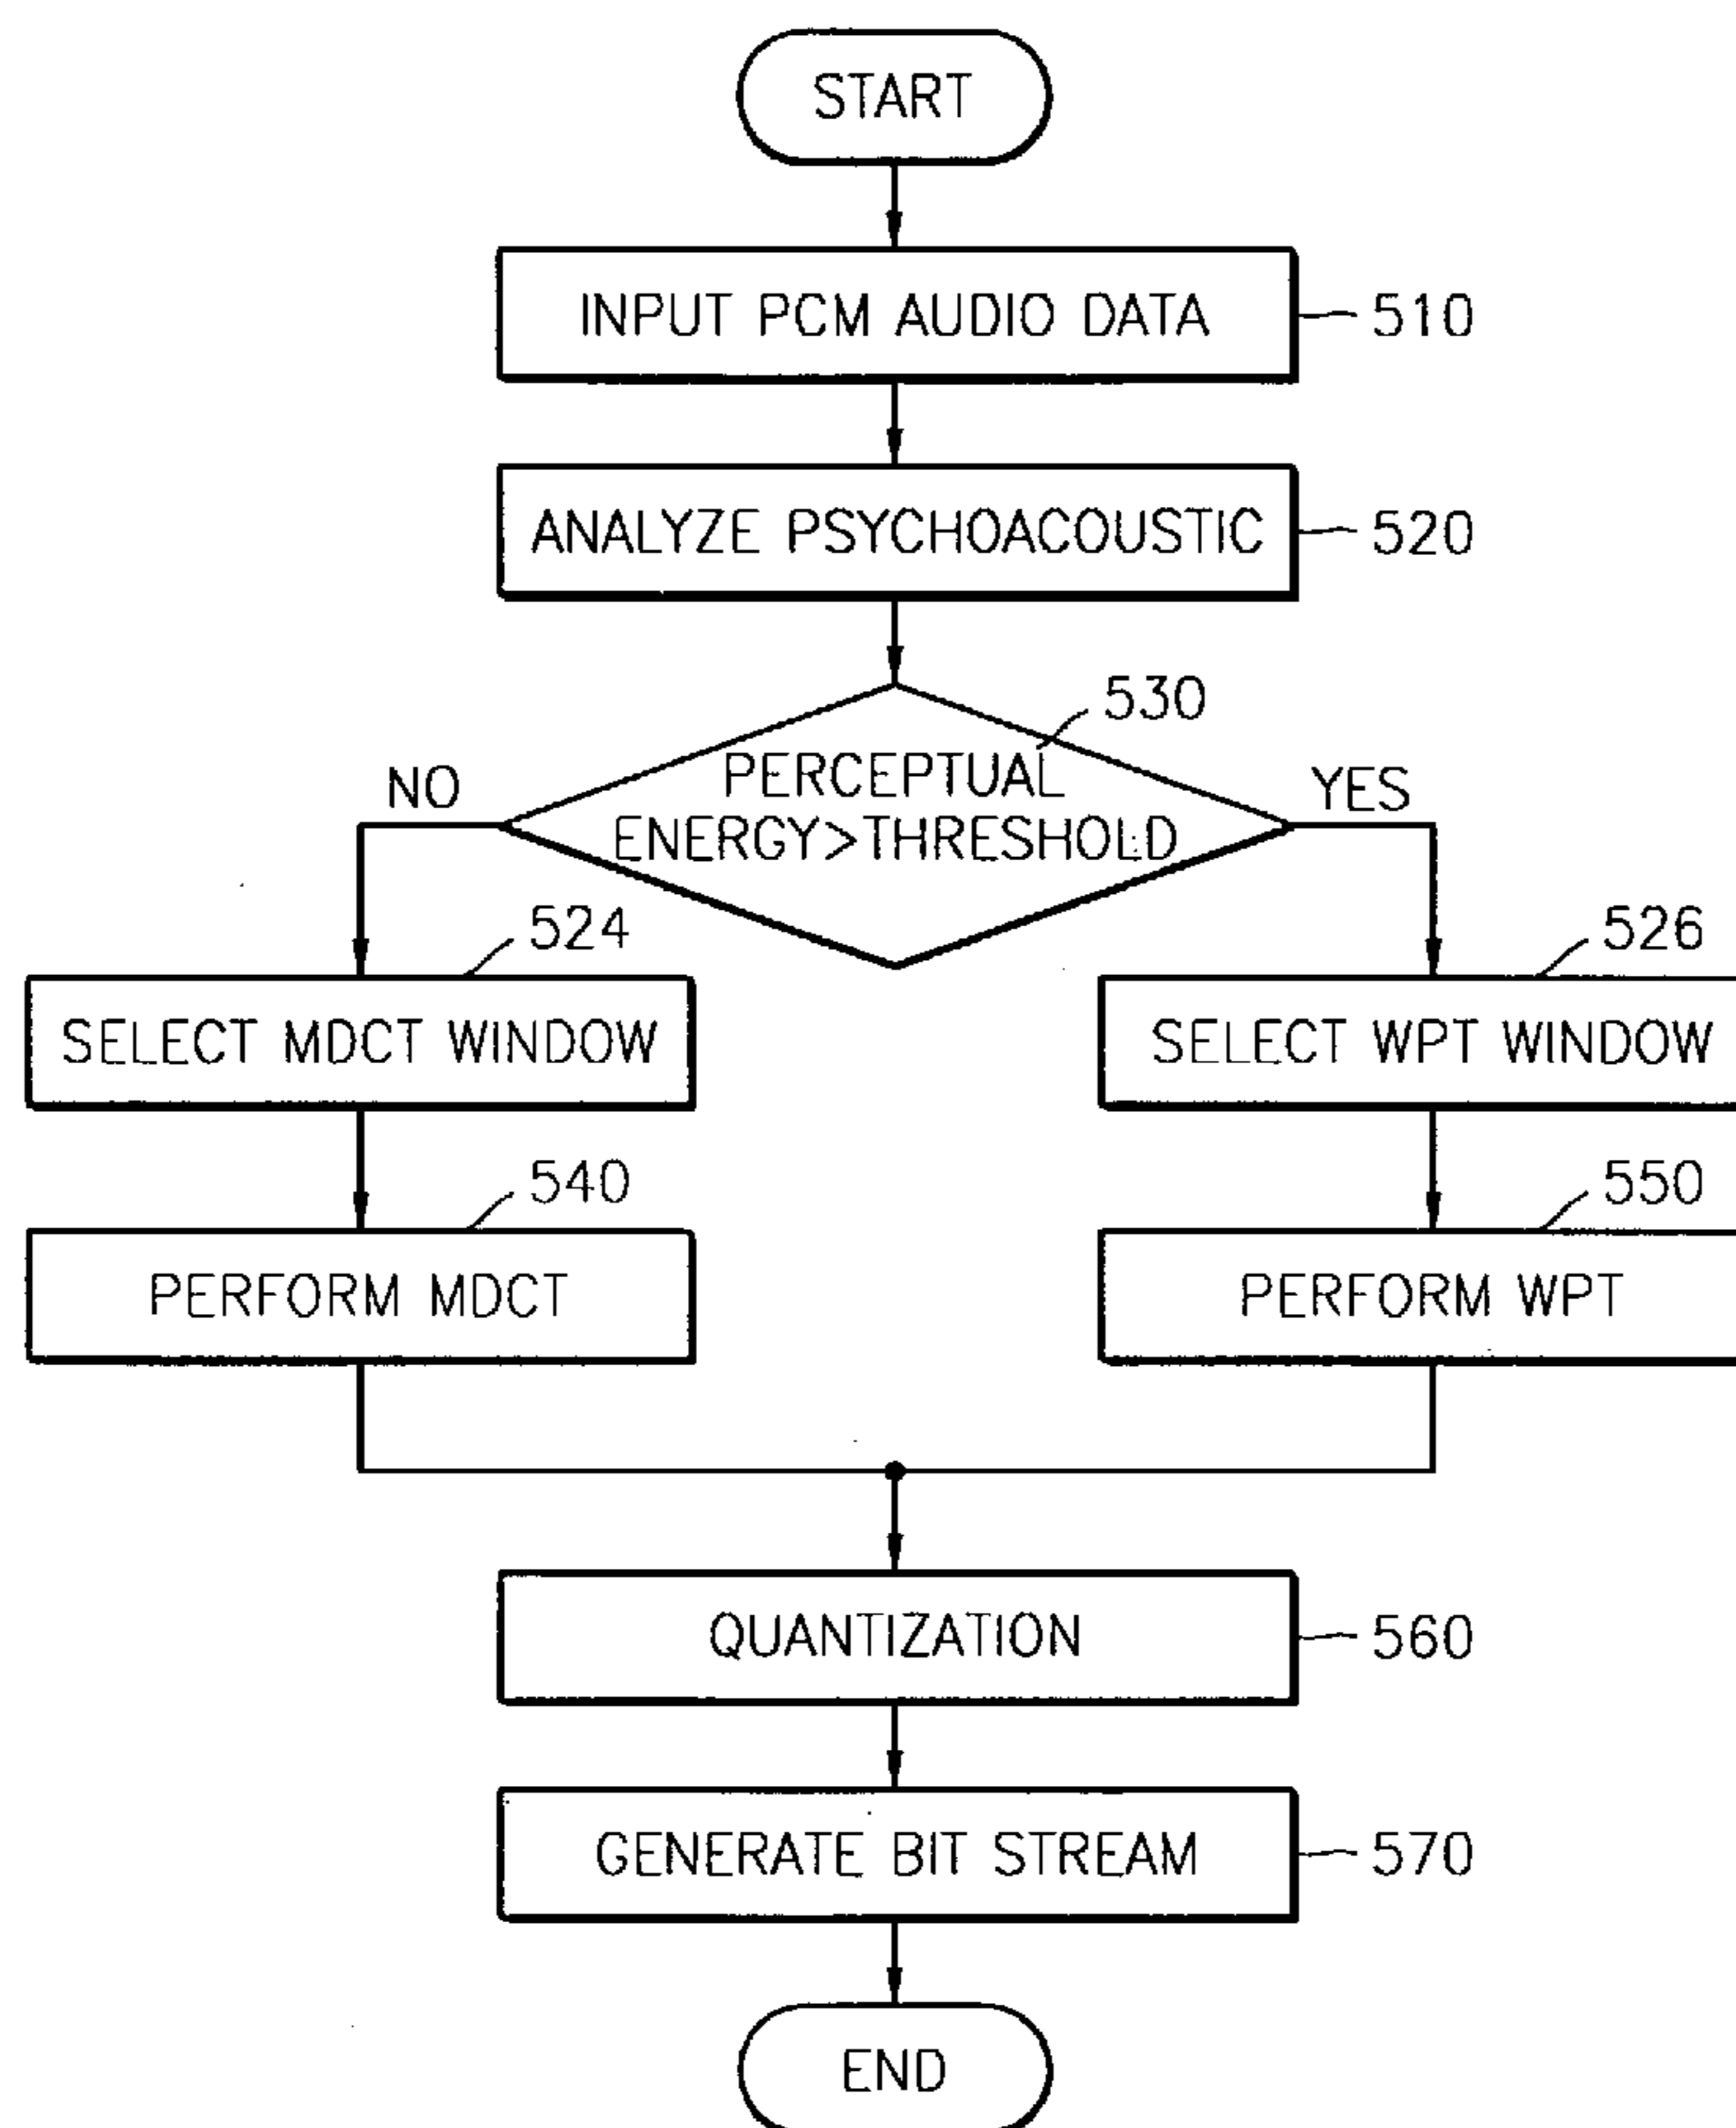 START
INPUT PCM AUDIO DATA
510
ANALYZE PSYCHOACOUSTIC
520
530
PERCEPTUAL
ENERGY>THRESHOLD
NO
YES
524
526
SELECT MDCT WINDOW
SELECT WPT WINDOW
540
550
PERFORM MDCT
PERFORM WPT
QUANTIZATION
560
GENERATE BIT STREAM
570
END